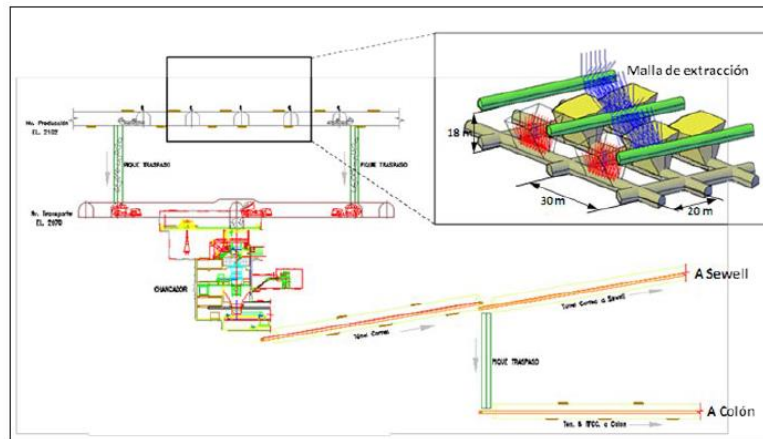 Malla de extracción
18 m
30 m
20 m
Nv. Producción
EL. 2102
PIQUE TRASPASO
PIQUE TRASPASO
Nv. Transporte
EL. 2070
CHANCADOR
A Sewell
Túnel Correa a Sewell
Túnel Correa
PIQUE TRASPASO
A Colón
a Colón